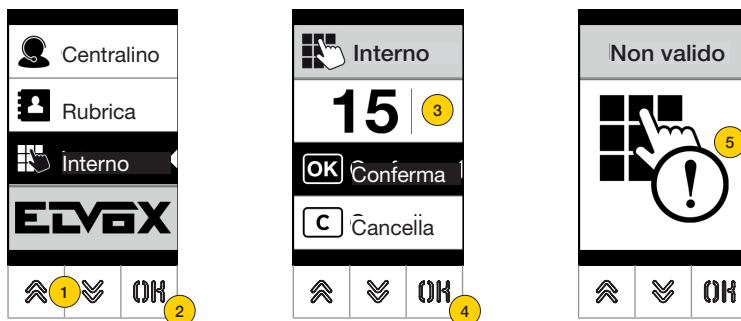 Centralino
Rubrica
Interno
ELVOX
1
OK
2
Interno
15
3
OK Conferma
C Cancella
OK
4
Non valido
5
!
OK